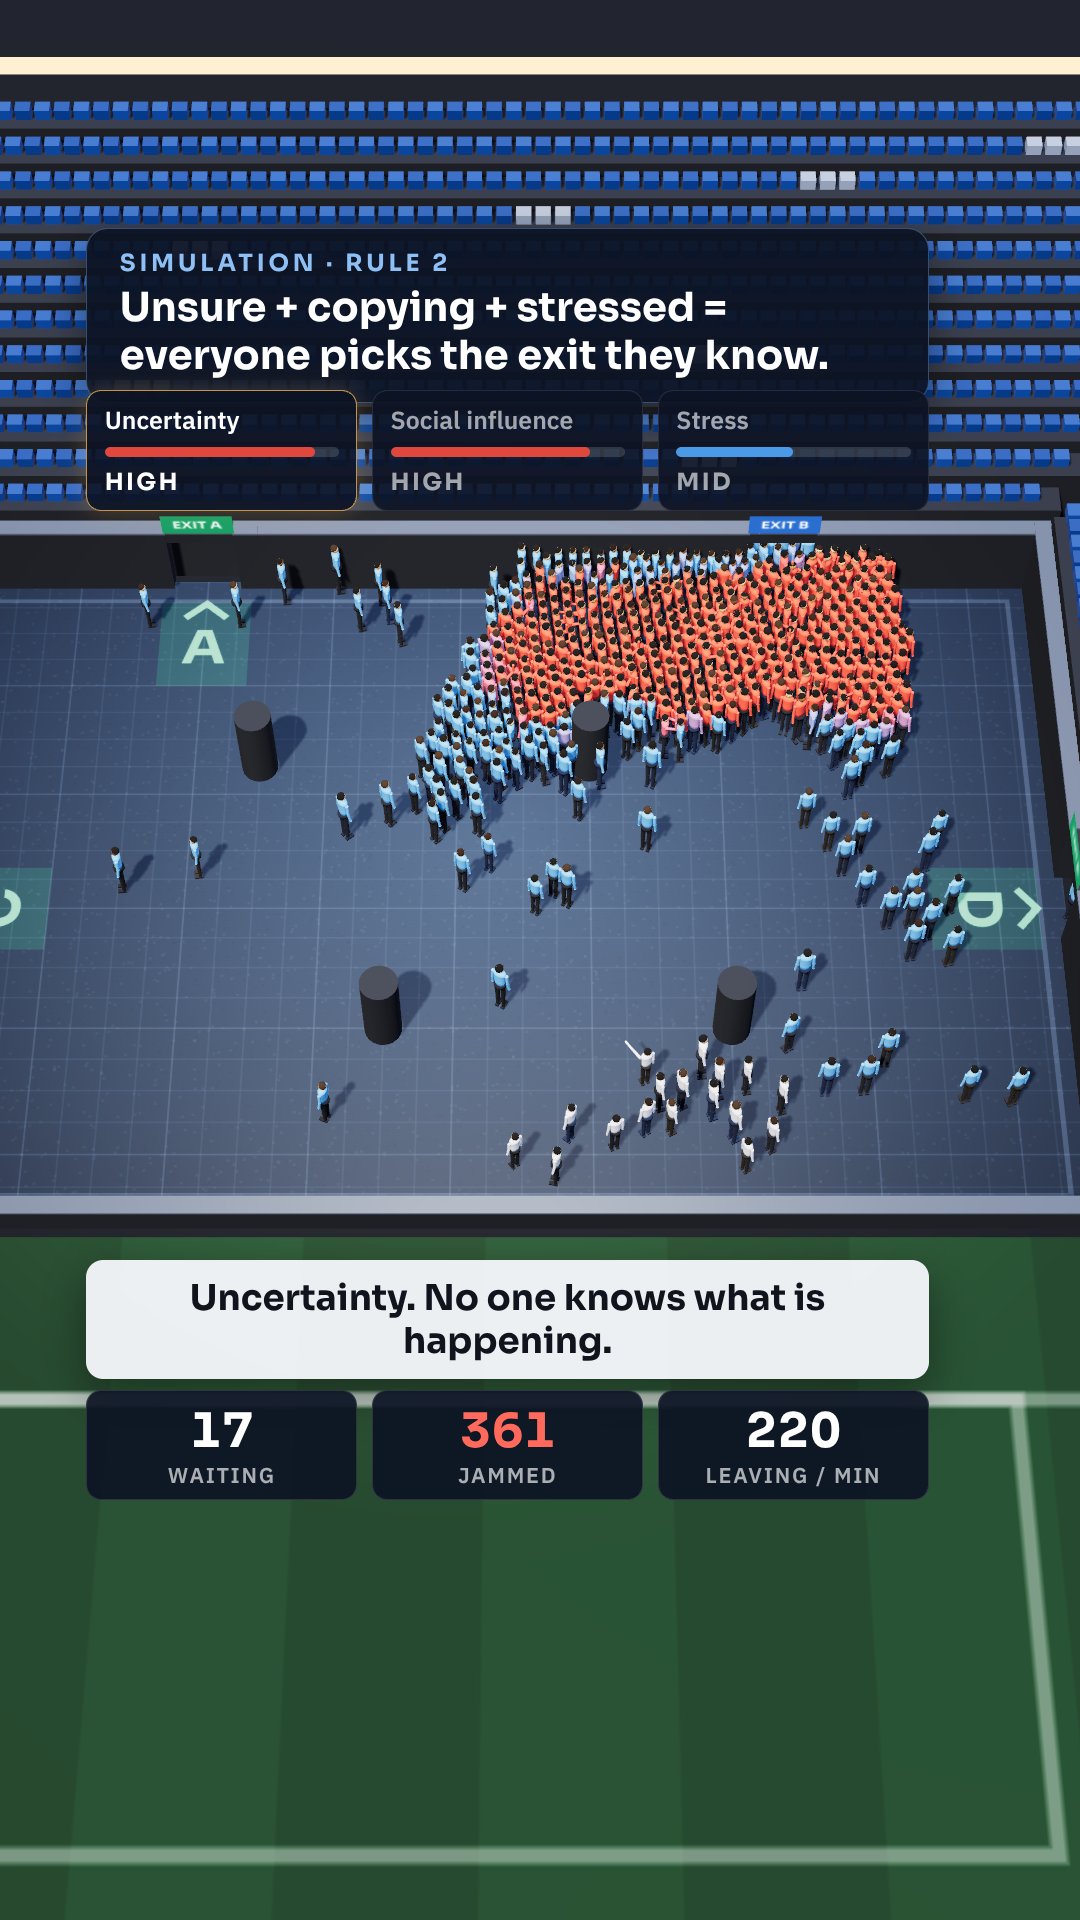 SIMULATION · RULE 2
Unsure + copying + stressed =
everyone picks the exit they know.
Uncertainty
HIGH
Social influence
HIGH
Stress
MID
EXIT A
EXIT B
A
C
D
Uncertainty. No one knows what is
happening.
17
WAITING
361
JAMMED
220
LEAVING / MIN